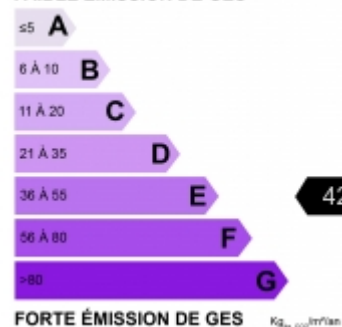 ≤5 A
6 À 10 B
11 À 20 C
21 À 35 D
36 À 55 E 42
56 À 80 F
>80 G
FORTE ÉMISSION DE GES